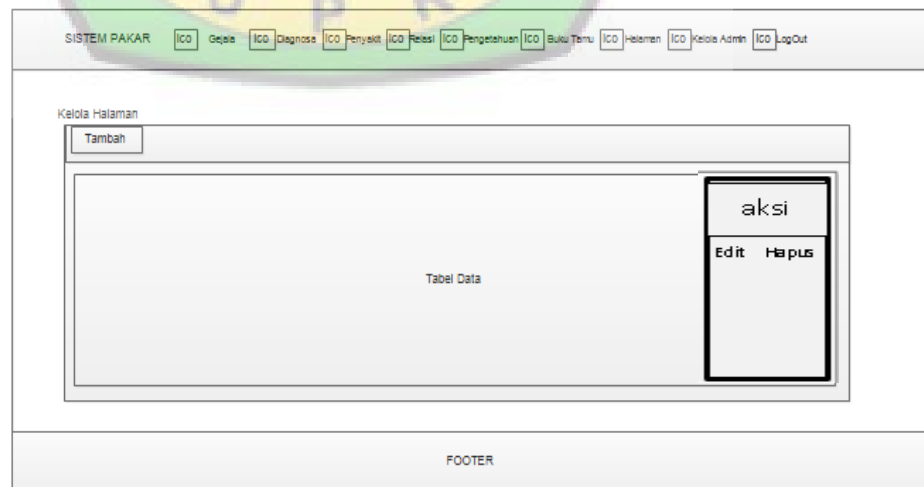 U P K
SISTEM PAKAR ICO Gejala ICO Diagnosa ICO Penyakit ICO Relasi ICO Pengetahuan ICO Buku Tamu ICO Halaman ICO Kelola Admin ICO LogOut
Kelola Halaman
Tambah
aksi
Edit Hapus
Tabel Data
FOOTER